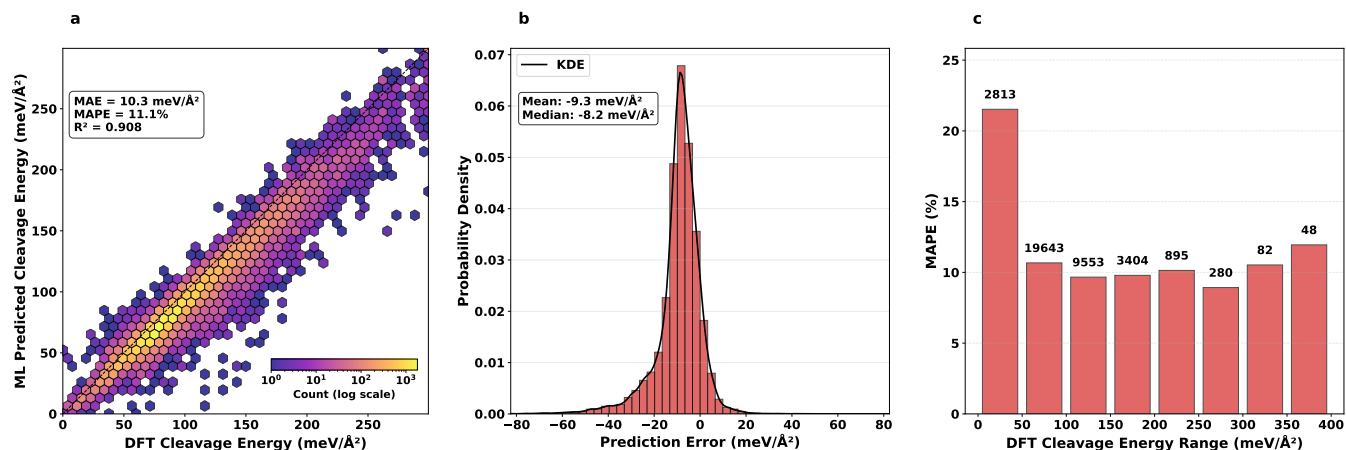 a
ML Predicted Cleavage Energy (meV/Å²)
250
200
150
100
50
0
MAE = 10.3 meV/Å²
MAPE = 11.1%
R² = 0.908
10⁰ 10¹ 10² 10³
Count (log scale)
0 50 100 150 200 250
DFT Cleavage Energy (meV/Å²)
b
Probability Density
0.07
0.06
0.05
0.04
0.03
0.02
0.01
0.00
KDE
Mean: -9.3 meV/Å²
Median: -8.2 meV/Å²
−80 −60 −40 −20 0 20 40 60 80
Prediction Error (meV/Å²)
c
MAPE (%)
25
20
15
10
5
0
2813
19643
9553
3404
895
280
82
48
0 50 100 150 200 250 300 350 400
DFT Cleavage Energy Range (meV/Å²)